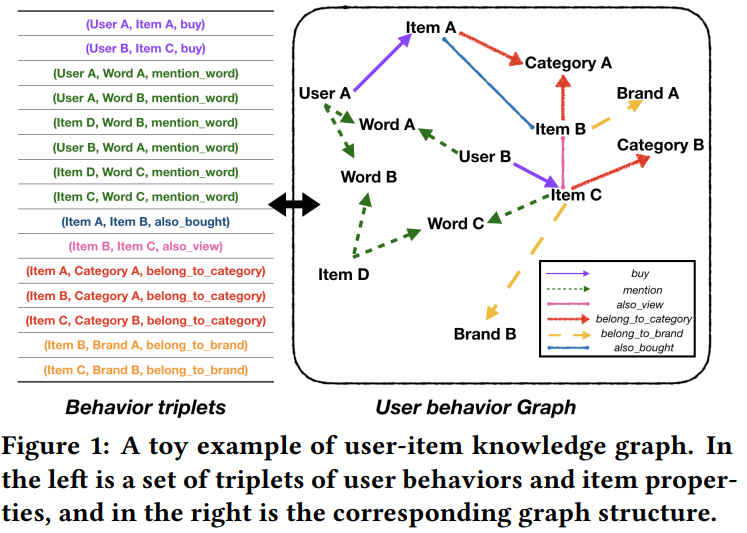 (User A, Item A, buy)
(User B, Item C, buy)
(User A, Word A, mention_word)
(User A, Word B, mention_word)
(Item D, Word B, mention_word)
(User B, Word A, mention_word)
(Item D, Word C, mention_word)
(Item C, Word C, mention_word)
(Item A, Item B, also_bought)
(Item B, Item C, also_view)
(Item A, Category A, belong_to_category)
(Item B, Category A, belong_to_category)
(Item C, Category B, belong_to_category)
(Item B, Brand A, belong_to_brand)
(Item C, Brand B, belong_to_brand)
Behavior triplets
Item A
Category A
User A
Brand A
Word A
Item B
Category B
User B
Word B
Item C
Word C
Item D
Brand B
buy
mention
also_view
belong_to_category
belong_to_brand
also_bought
User behavior Graph
Figure 1: A toy example of user-item knowledge graph. In
the left is a set of triplets of user behaviors and item proper-
ties, and in the right is the corresponding graph structure.